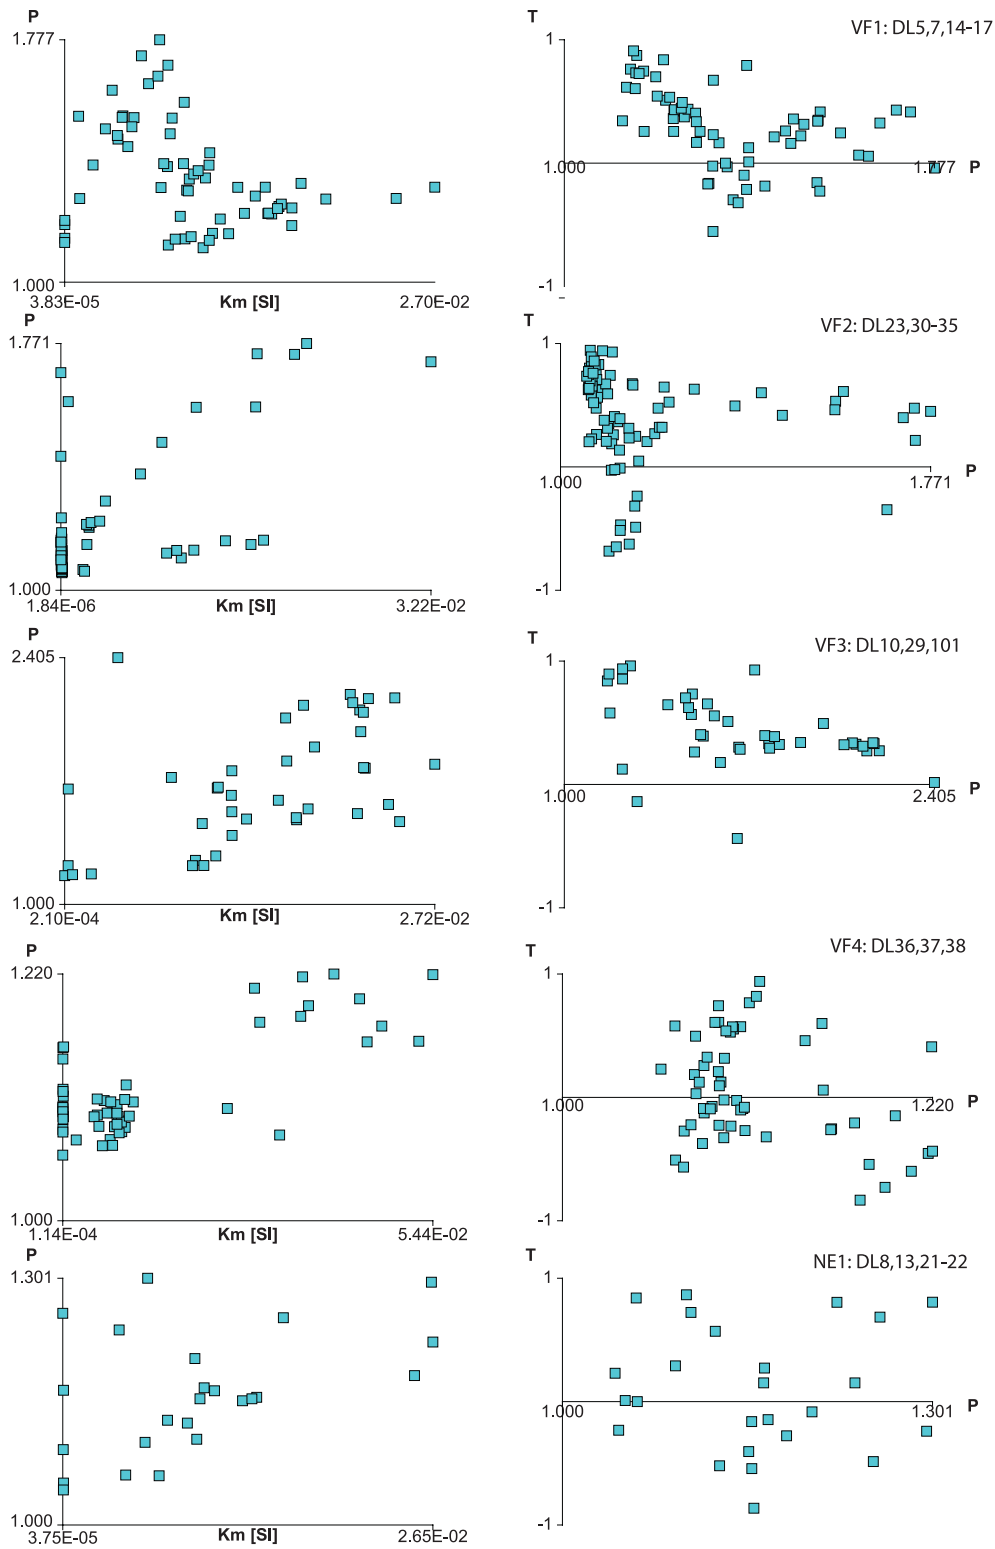 P
1.777
1.000
3.83E-05 Km [SI] 2.70E-02
T
VF1: DL5,7,14-17
1
1.000 1.777 P
-1
P
1.771
1.000
1.84E-06 Km [SI] 3.22E-02
T
VF2: DL23,30-35
1
1.000 1.771 P
-1
P
2.405
1.000
2.10E-04 Km [SI] 2.72E-02
T
VF3: DL10,29,101
1
1.000 2.405 P
-1
P
1.220
1.000
1.14E-04 Km [SI] 5.44E-02
T
VF4: DL36,37,38
1
1.000 1.220 P
-1
P
1.301
1.000
3.75E-05 Km [SI] 2.65E-02
T
NE1: DL8,13,21-22
1
1.000 1.301 P
-1